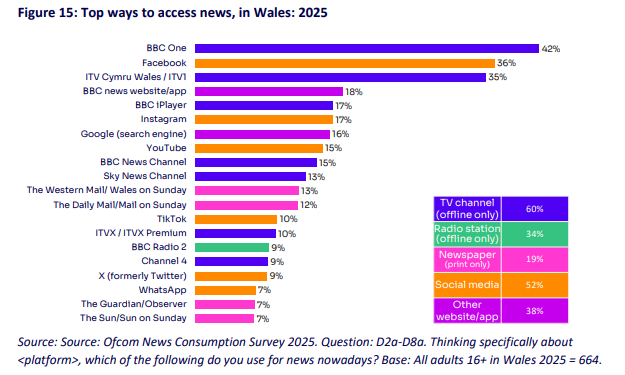 Figure 15: Top ways to access news, in Wales: 2025
BBC One 42%
Facebook 36%
ITV Cymru Wales / ITV1 35%
BBC news website/app 18%
BBC iPlayer 17%
Instagram 17%
Google (search engine) 16%
YouTube 15%
BBC News Channel 15%
Sky News Channel 13%
The Western Mail/ Wales on Sunday 13%
The Daily Mail/Mail on Sunday 12%
TikTok 10%
ITVX / ITVX Premium 10%
BBC Radio 2 9%
Channel 4 9%
X (formerly Twitter) 9%
WhatsApp 7%
The Guardian/Observer 7%
The Sun/Sun on Sunday 7%
TV channel
(offline only) 60%
Radio station
(offline only) 34%
Newspaper
(print only) 19%
Social media 52%
Other
website/app 38%
Source: Source: Ofcom News Consumption Survey 2025. Question: D2a-D8a. Thinking specifically about
<platform>, which of the following do you use for news nowadays? Base: All adults 16+ in Wales 2025 = 664.